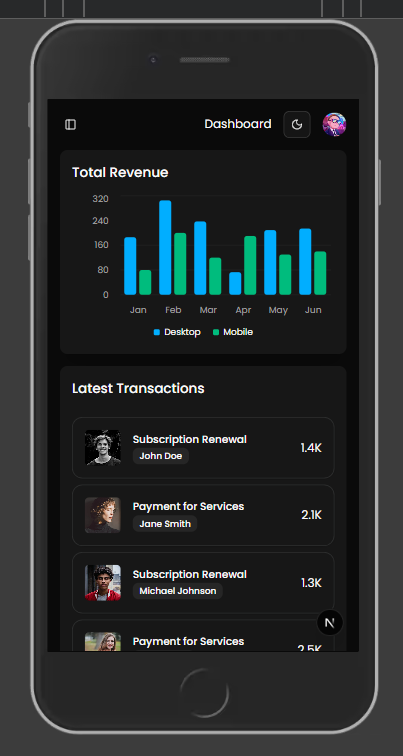 Dashboard
Total Revenue
320
240
160
80
0
Jan Feb Mar Apr May Jun
Desktop Mobile
Latest Transactions
Subscription Renewal
John Doe
1.4K
Payment for Services
Jane Smith
2.1K
Subscription Renewal
Michael Johnson
1.3K
N
Payment for Services
2.5K